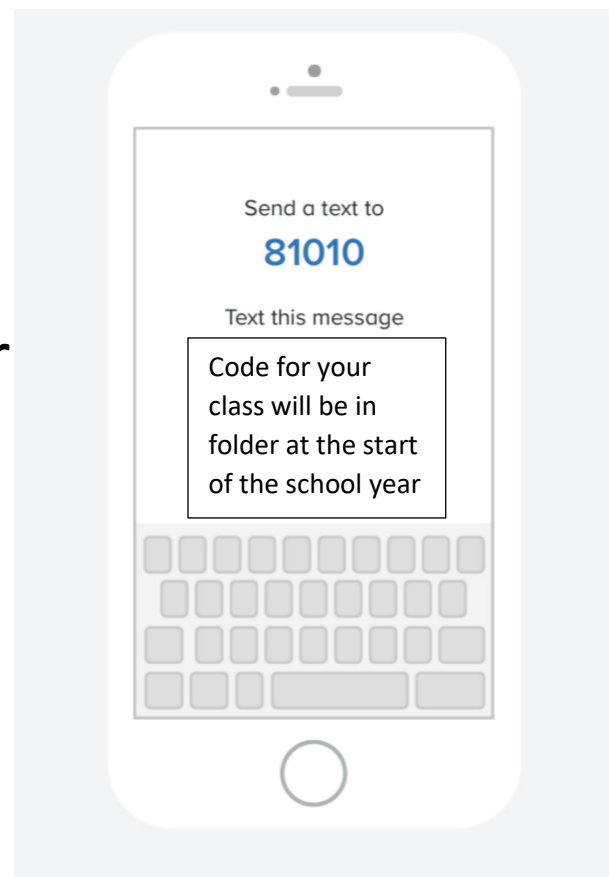 Send a text to
81010
Text this message
Code for your
class will be in
folder at the start
of the school year